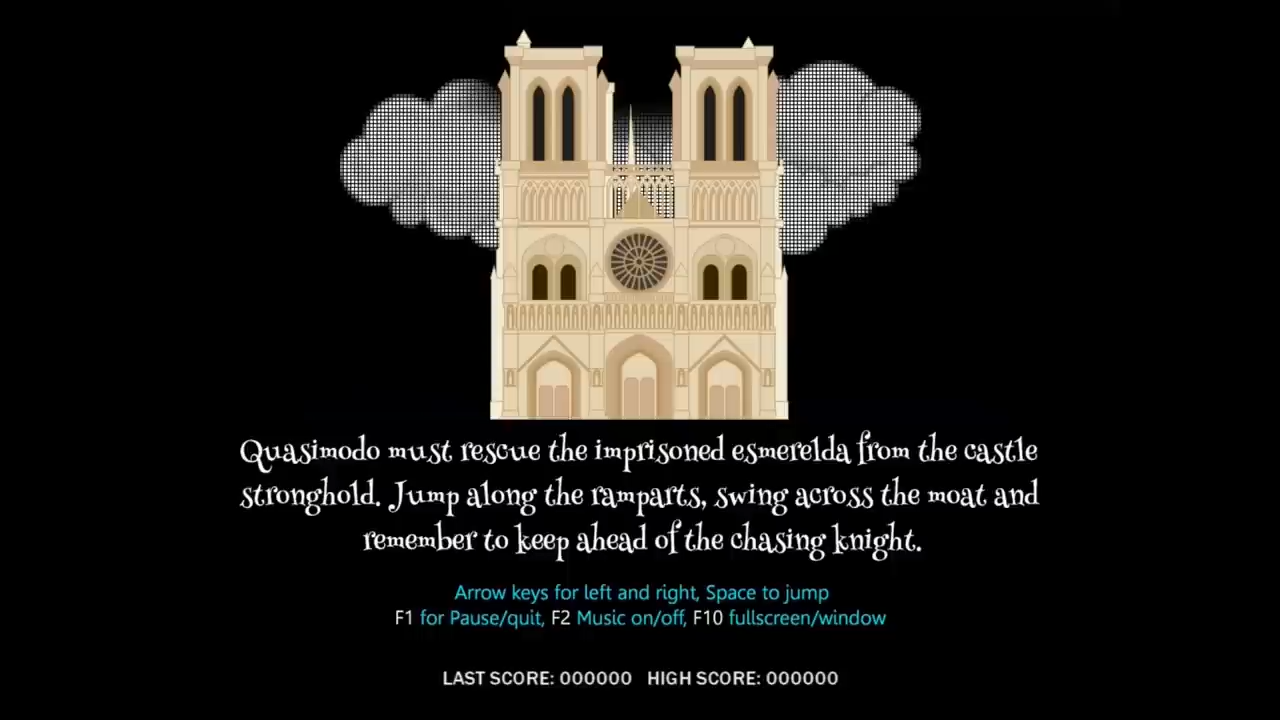 Quasimodo must rescue the imprisoned esmerelda from the castle
stronghold. Jump along the ramparts, swing across the moat and
remember to keep ahead of the chasing knight.
Arrow keys for left and right, Space to jump
F1 for Pause/quit, F2 Music on/off, F10 fullscreen/window
LAST SCORE: 000000 HIGH SCORE: 000000